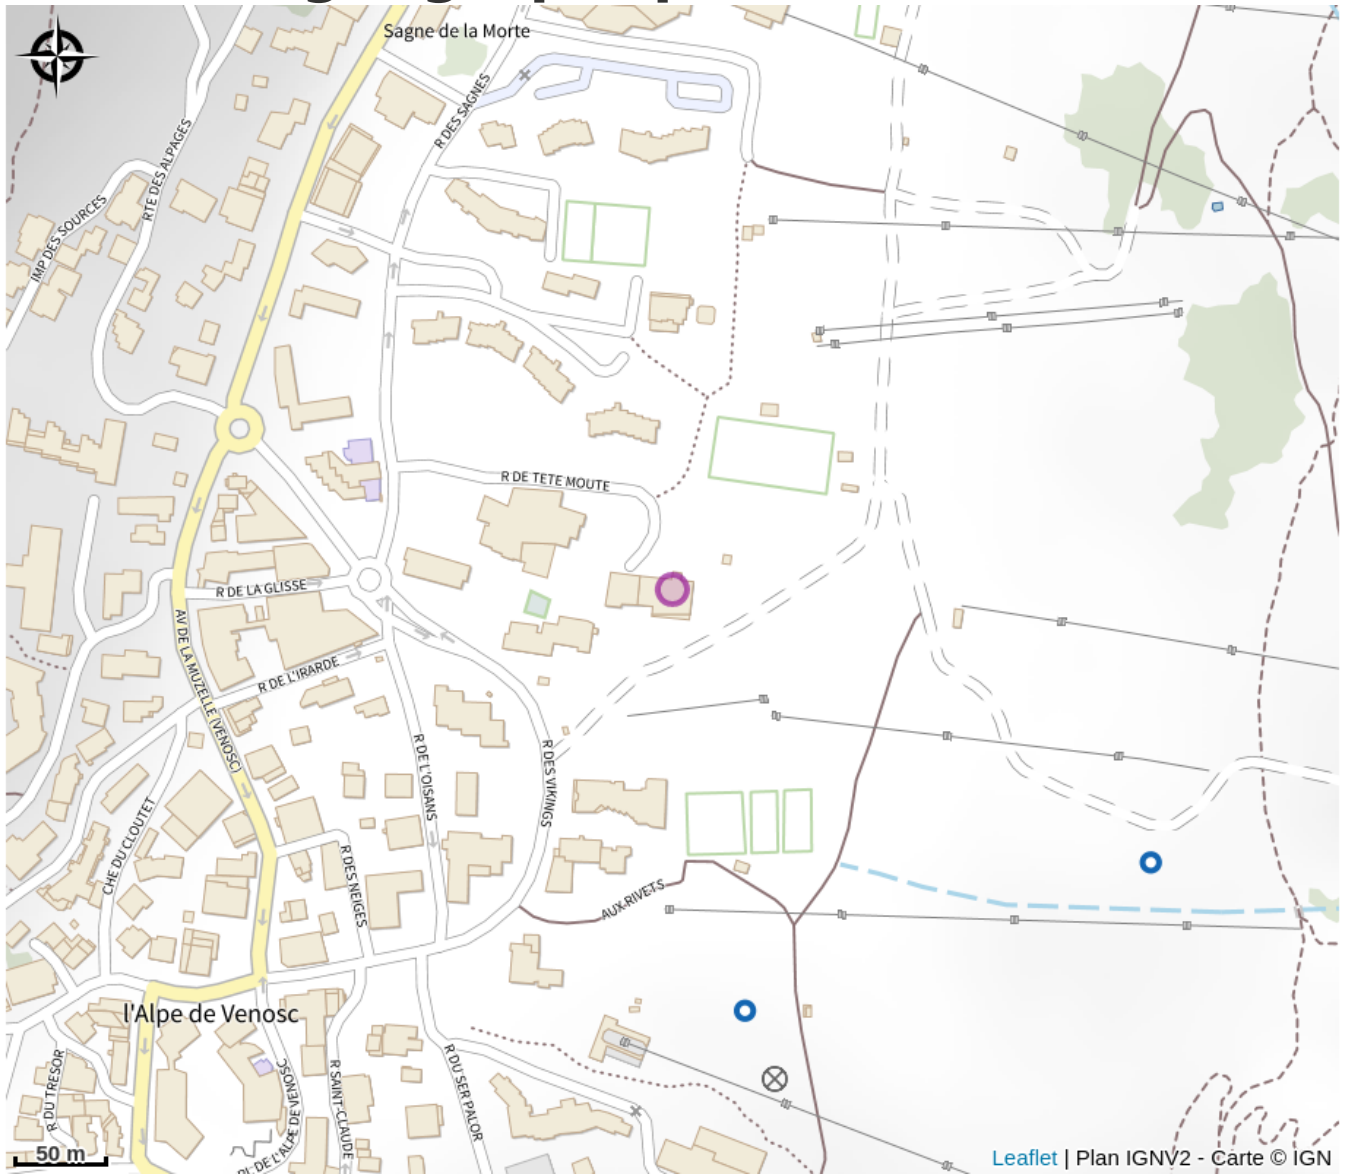 Sagne de la Morte
R DES SAGNES
RTE DES ALPAGES
IMP DES SOURCES
R DE TETE MOUTE
R DE LA GLISSE
AV DE LA MUZELLE (VENOSC)
R DE L'IRARDE
R DE L'OISANS
R DES VIKINGS
CHE DU CLOUTET
R DES NEIGES
AUX RIVETS
l'Alpe de Venosc
R DU TRESOR
PL DE L'ALPE DE VENOSC
R SAINT-CLAUDE
R DU SER PALOR
50 m
Leaflet | Plan IGNV2 - Carte © IGN